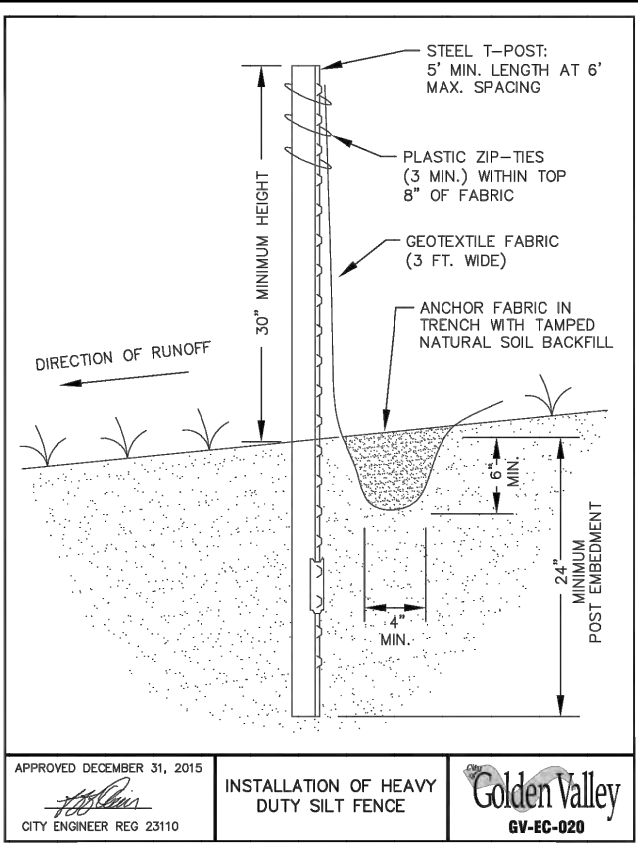 STEEL T-POST:
5' MIN. LENGTH AT 6'
MAX. SPACING
PLASTIC ZIP-TIES
(3 MIN.) WITHIN TOP
8" OF FABRIC
GEOTEXTILE FABRIC
(3 FT. WIDE)
ANCHOR FABRIC IN
TRENCH WITH TAMPED
NATURAL SOIL BACKFILL
30" MINIMUM HEIGHT
DIRECTION OF RUNOFF
6"
MIN.
24"
MINIMUM
POST EMBEDMENT
4"
MIN.
APPROVED DECEMBER 31, 2015
CITY ENGINEER REG 23110
INSTALLATION OF HEAVY
DUTY SILT FENCE
City of
Golden Valley
GV-EC-020